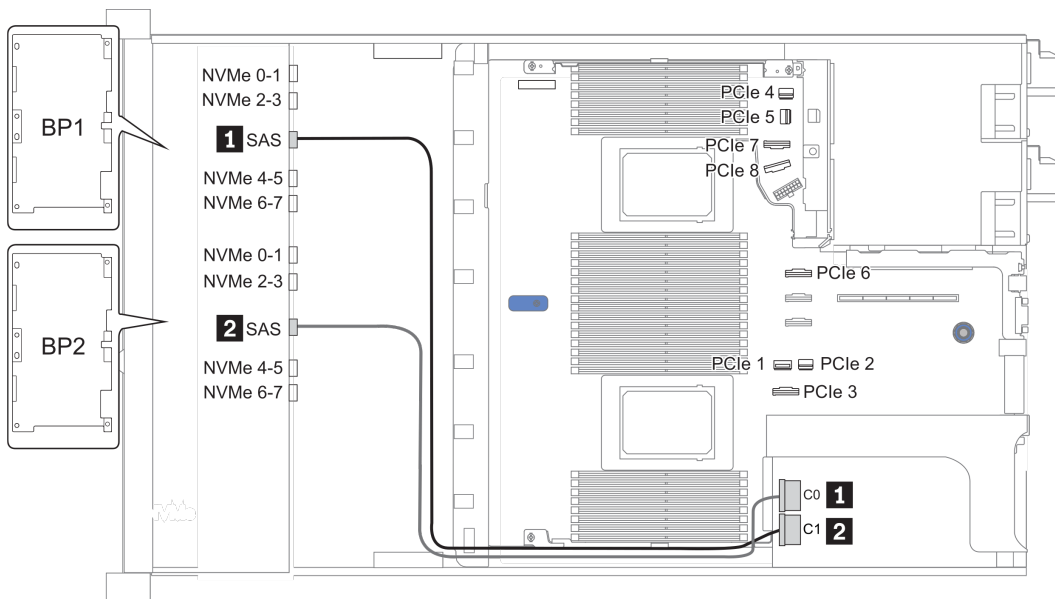 BP1
NVMe 0-1
NVMe 2-3
1 SAS
NVMe 4-5
NVMe 6-7
BP2
NVMe 0-1
NVMe 2-3
2 SAS
NVMe 4-5
NVMe 6-7
PCIe 4
PCIe 5
PCIe 7
PCIe 8
PCIe 6
PCIe 1
PCIe 2
PCIe 3
C0 1
C1 2